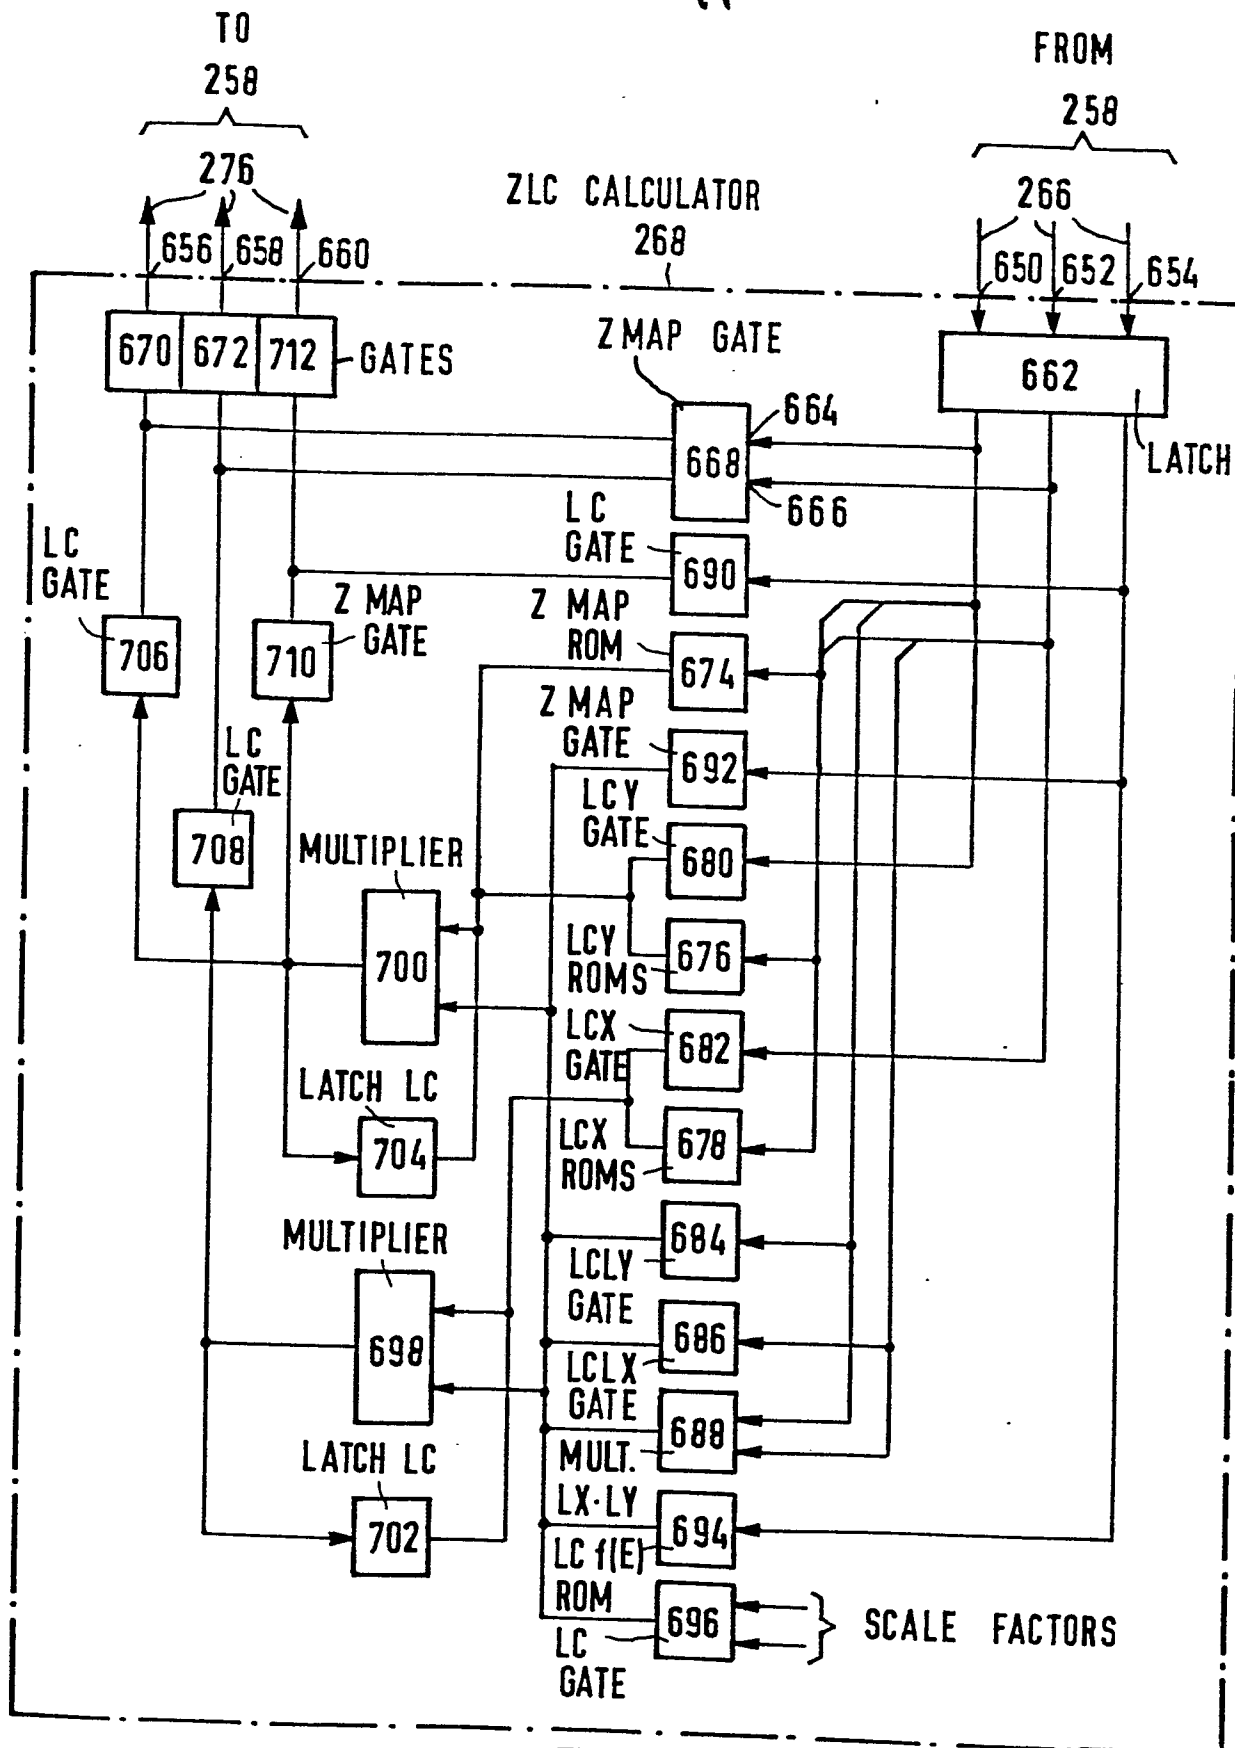 TO
258
FROM
258
276
266
ZLC CALCULATOR
268
656
658
660
650
652
654
670
672
712
GATES
Z MAP GATE
662
LATCH
664
668
666
LC
GATE
690
LC
GATE
706
Z MAP
GATE
710
Z MAP
ROM
674
Z MAP
GATE
692
LC
GATE
708
LCY
GATE
680
MULTIPLIER
700
LCY
ROMS
676
LCX
GATE
682
LATCH LC
704
LCX
ROMS
678
MULTIPLIER
698
684
LCLY
GATE
686
LCLX
GATE
688
MULT.
LX·LY
LATCH LC
702
694
LC f(E)
ROM
696
LC
GATE
SCALE FACTORS